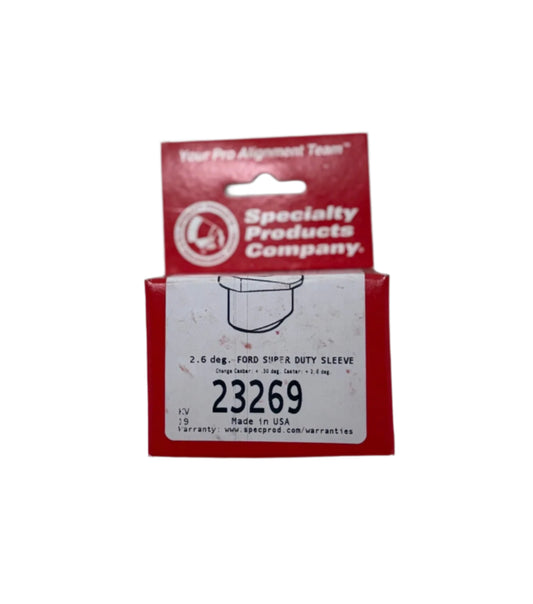 Your Pro Alignment Team™
Specialty
Products
Company®
2.6 deg. FORD SUPER DUTY SLEEVE
Change Camber: < .30 deg. Caster: < 2.6 deg.
23269
KV
19
Made in USA
Warranty: www.specprod.com/warranties